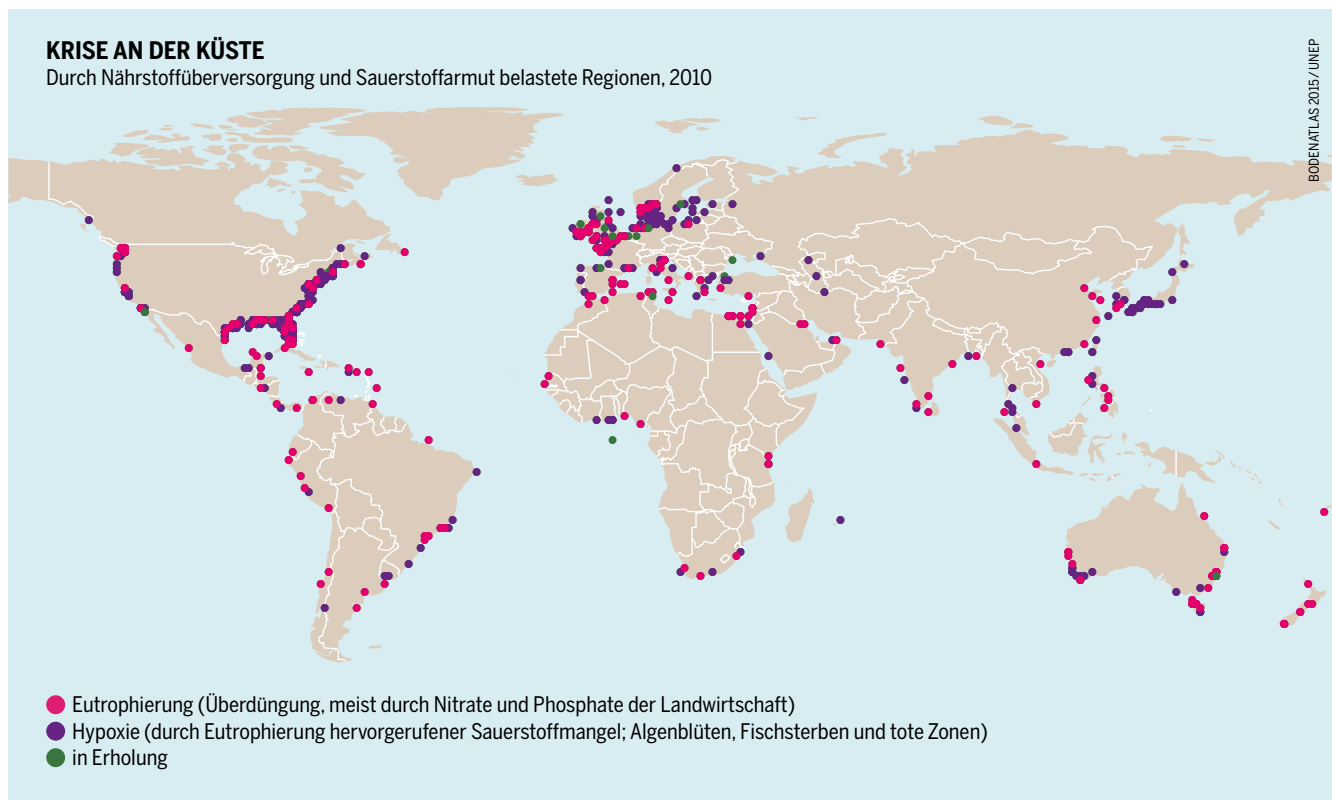 KRISE AN DER KÜSTE
Durch Nährstoffüberversorgung und Sauerstoffarmut belastete Regionen, 2010
BODENATLAS 2015 / UNEP
Eutrophierung (Überdüngung, meist durch Nitrate und Phosphate der Landwirtschaft)
Hypoxie (durch Eutrophierung hervorgerufener Sauerstoffmangel; Algenblüten, Fischsterben und tote Zonen)
in Erholung